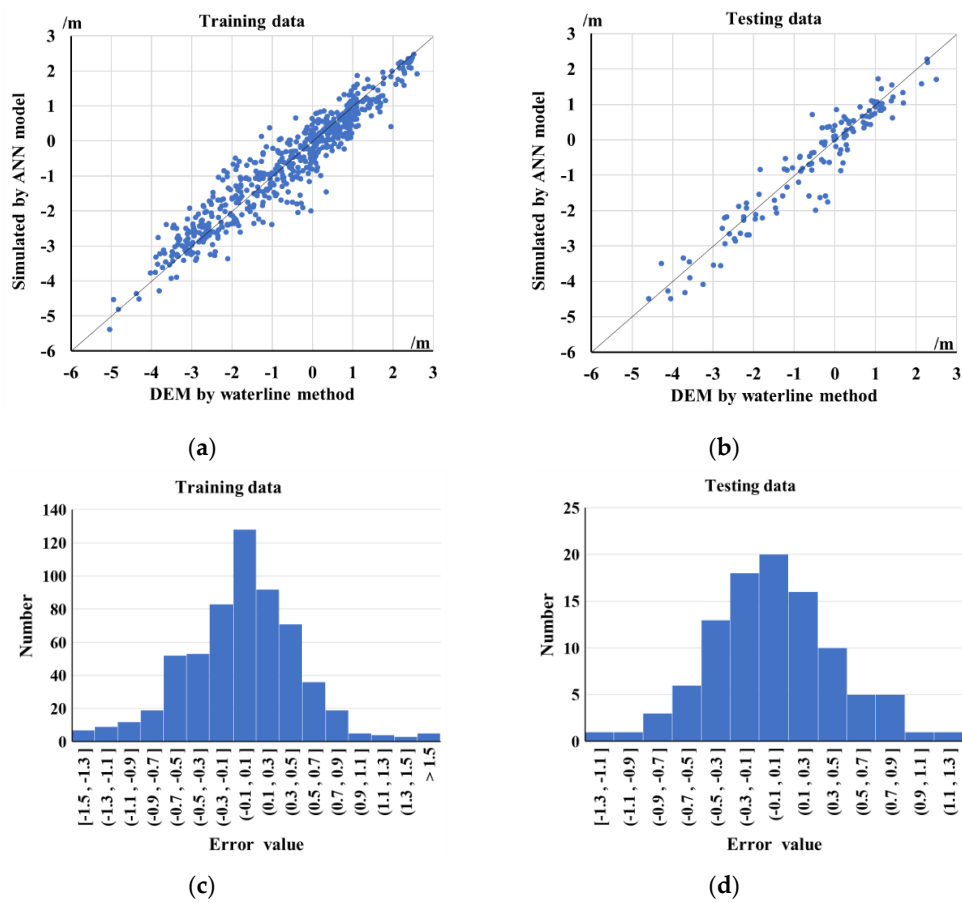 /m
Training data
3
2
1
0
-1
-2
-3
-4
-5
-6
Simulated by ANN model
/m
-6 -5 -4 -3 -2 -1 0 1 2 3
DEM by waterline method
(a)
/m
Testing data
3
2
1
0
-1
-2
-3
-4
-5
-6
Simulated by ANN model
/m
-6 -5 -4 -3 -2 -1 0 1 2 3
DEM by waterline method
(b)
Training data
140
120
100
80
60
40
20
0
Number
[-1.5 , -1.3 ]
(-1.3 , -1.1 ]
(-1.1 , -0.9 ]
(-0.9 , -0.7 ]
(-0.7 , -0.5 ]
(-0.5 , -0.3 ]
(-0.3 , -0.1 ]
(-0.1 , 0.1 ]
(0.1 , 0.3 ]
(0.3 , 0.5 ]
(0.5 , 0.7 ]
(0.7 , 0.9 ]
(0.9 , 1.1 ]
(1.1 , 1.3 ]
(1.3 , 1.5 ]
> 1.5
Error value
(c)
Testing data
25
20
15
10
5
0
Number
[-1.3 , -1.1 ]
(-1.1 , -0.9 ]
(-0.9 , -0.7 ]
(-0.7 , -0.5 ]
(-0.5 , -0.3 ]
(-0.3 , -0.1 ]
(-0.1 , 0.1 ]
(0.1 , 0.3 ]
(0.3 , 0.5 ]
(0.5 , 0.7 ]
(0.7 , 0.9 ]
(0.9 , 1.1 ]
(1.1 , 1.3 ]
Error value
(d)